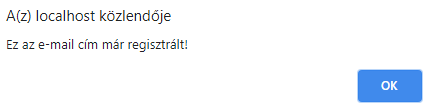 A(z) localhost közlendője
Ez az e-mail cím már regisztrált!
OK